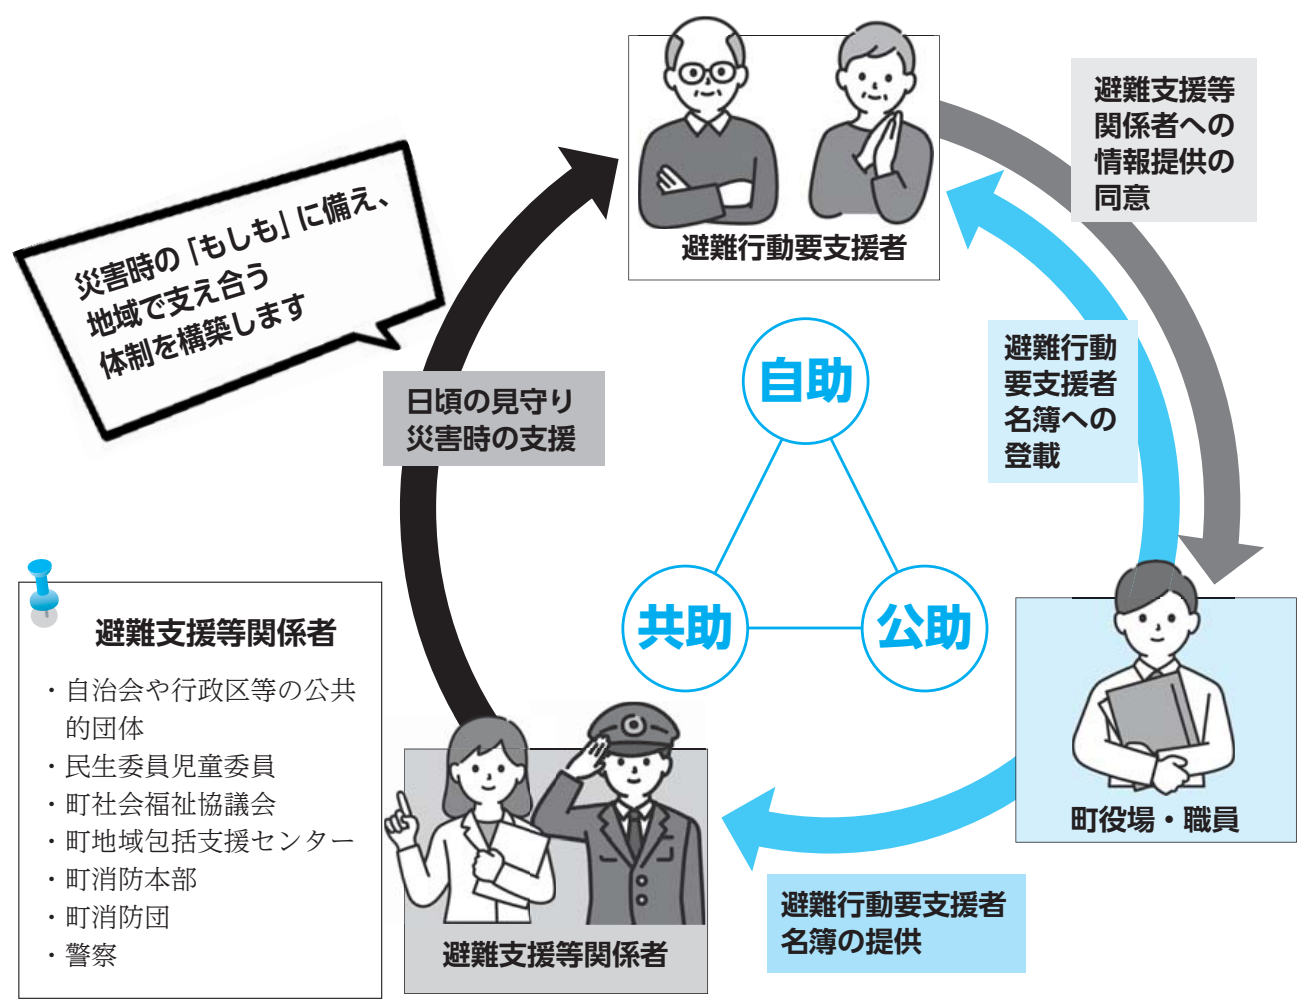 災害時の「もしも」に備え、
地域で支え合う
体制を構築します
避難行動要支援者
避難支援等
関係者への
情報提供の
同意
避難行動
要支援者
名簿への
登載
日頃の見守り
災害時の支援
自助
共助
公助
町役場・職員
避難行動要支援者
名簿の提供
避難支援等関係者
避難支援等関係者
・自治会や行政区等の公共
的団体
・民生委員児童委員
・町社会福祉協議会
・町地域包括支援センター
・町消防本部
・町消防団
・警察